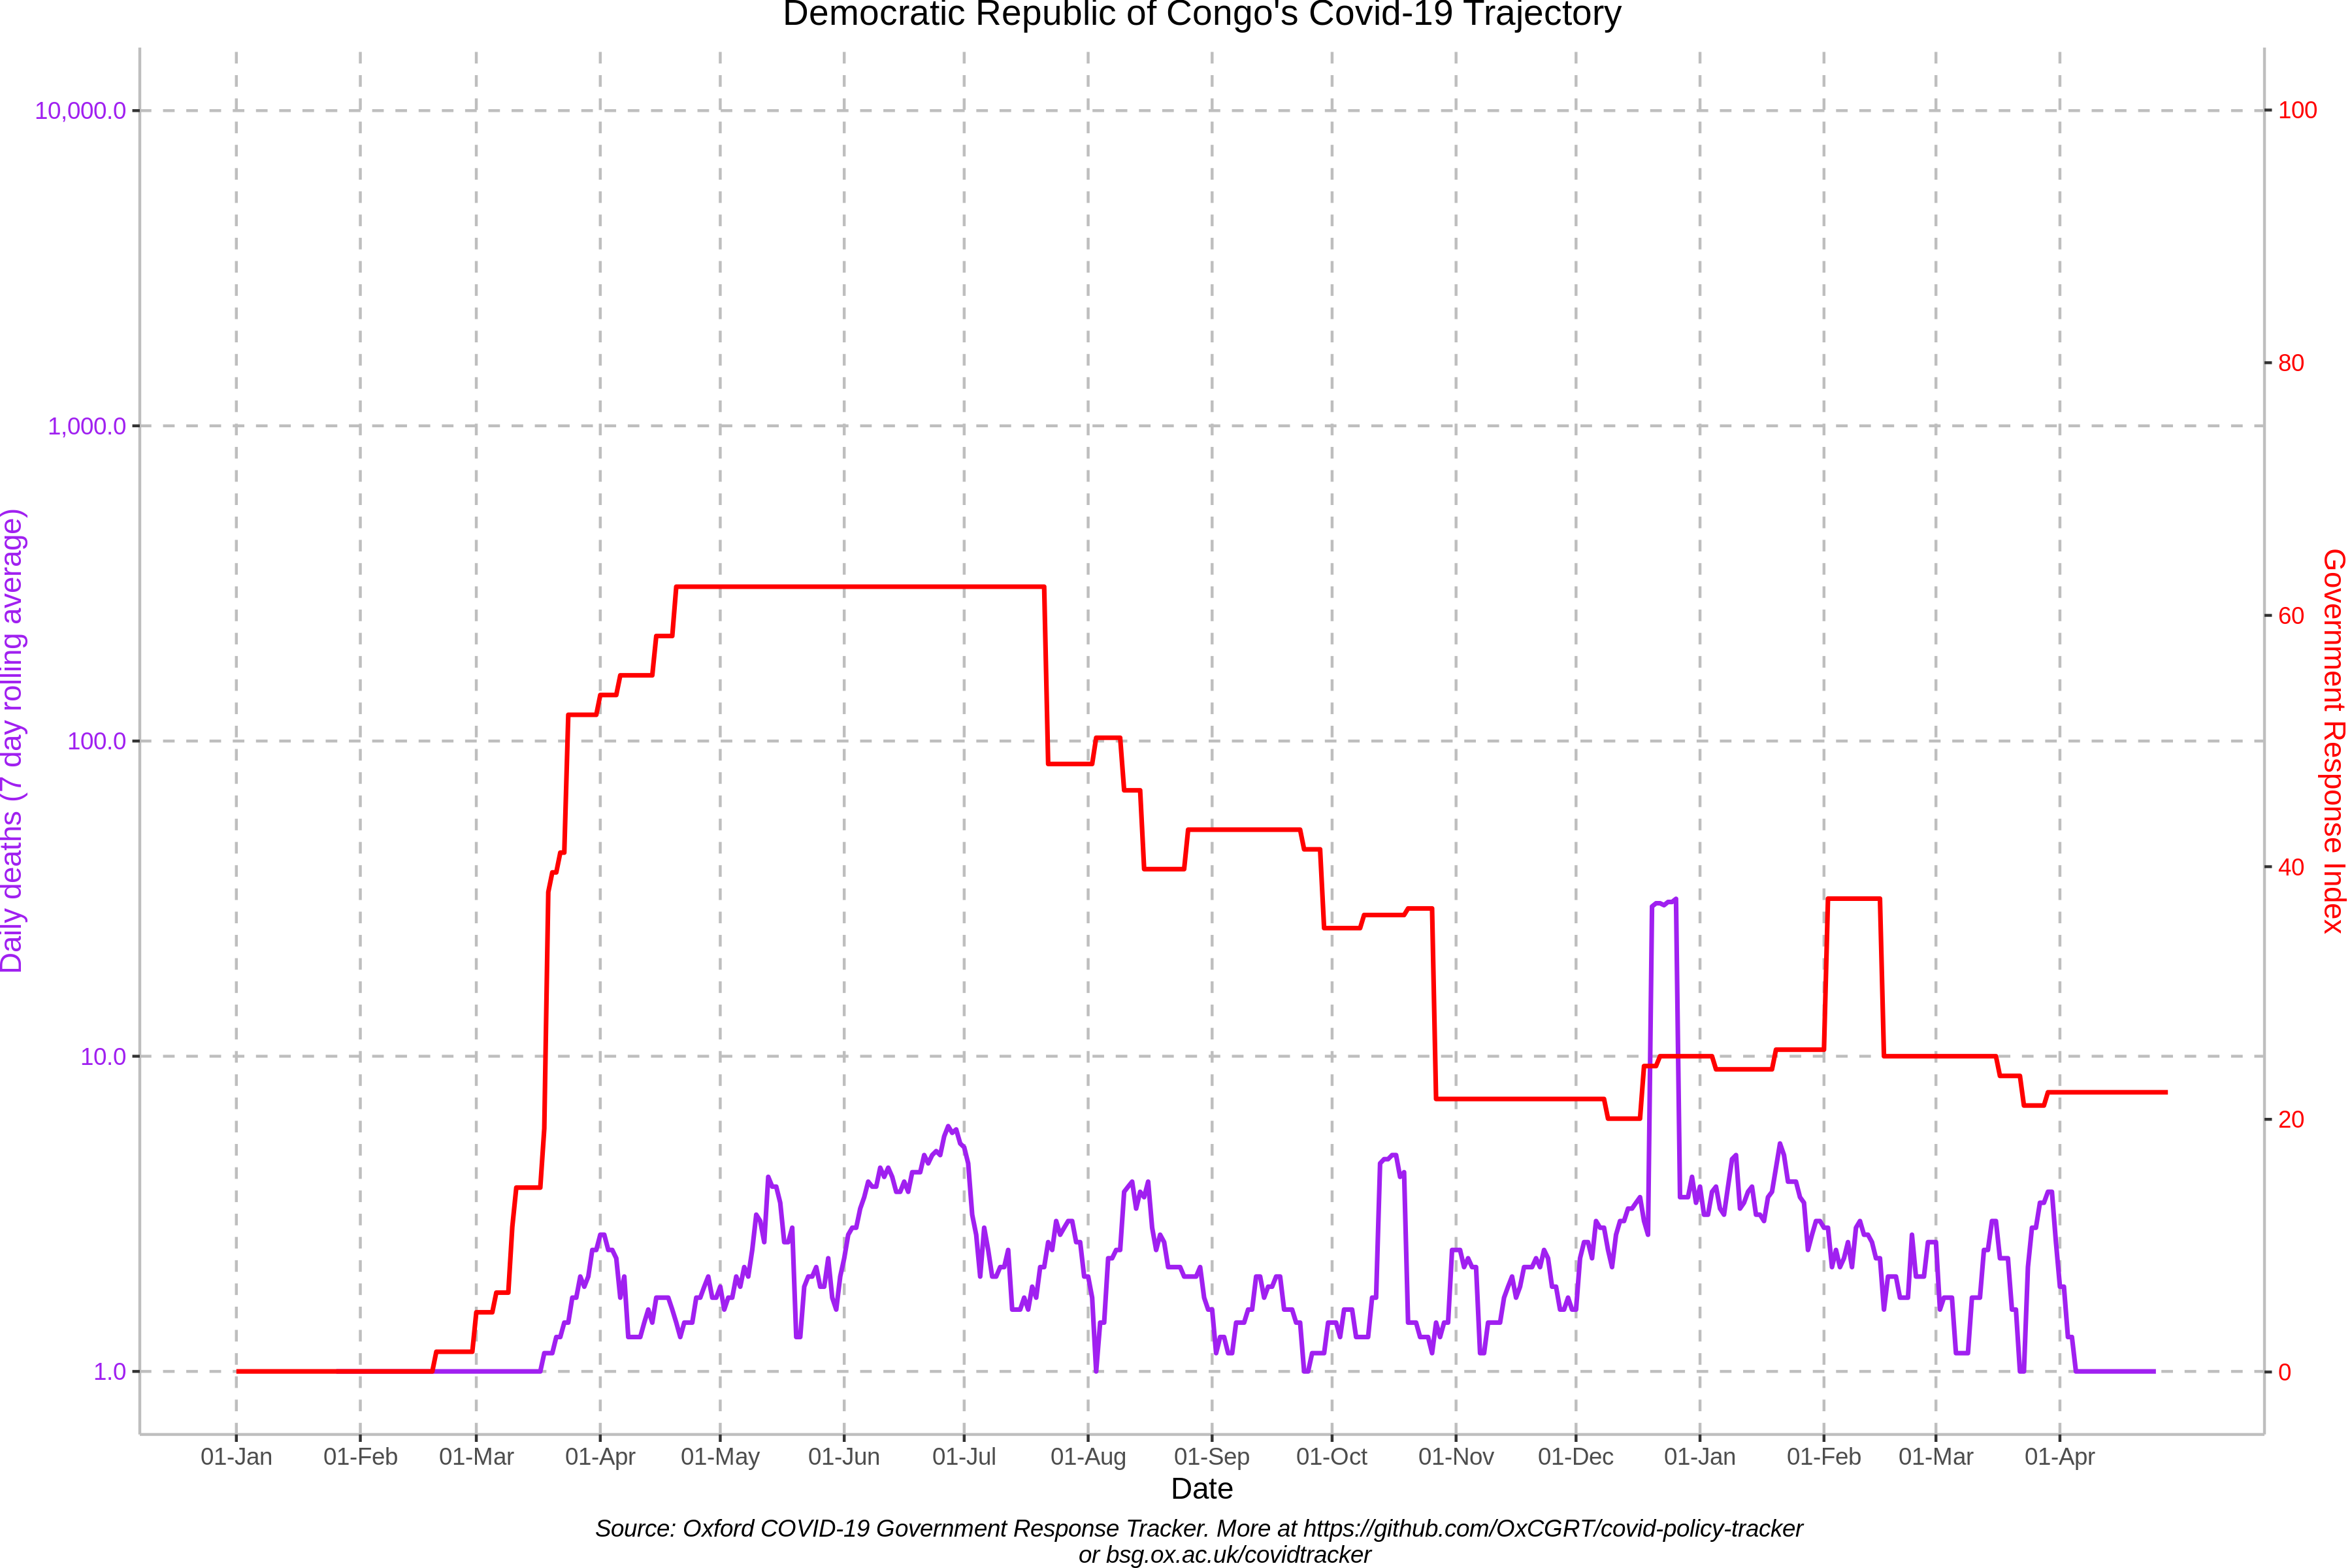 Democratic Republic of Congo's Covid-19 Trajectory
10,000.0
1,000.0
100.0
10.0
1.0
Daily deaths (7 day rolling average)
100
80
60
40
20
0
Government Response Index
01-Jan 01-Feb 01-Mar 01-Apr 01-May 01-Jun 01-Jul 01-Aug 01-Sep 01-Oct 01-Nov 01-Dec 01-Jan 01-Feb 01-Mar 01-Apr
Date
Source: Oxford COVID-19 Government Response Tracker. More at https://github.com/OxCGRT/covid-policy-tracker
or bsg.ox.ac.uk/covidtracker